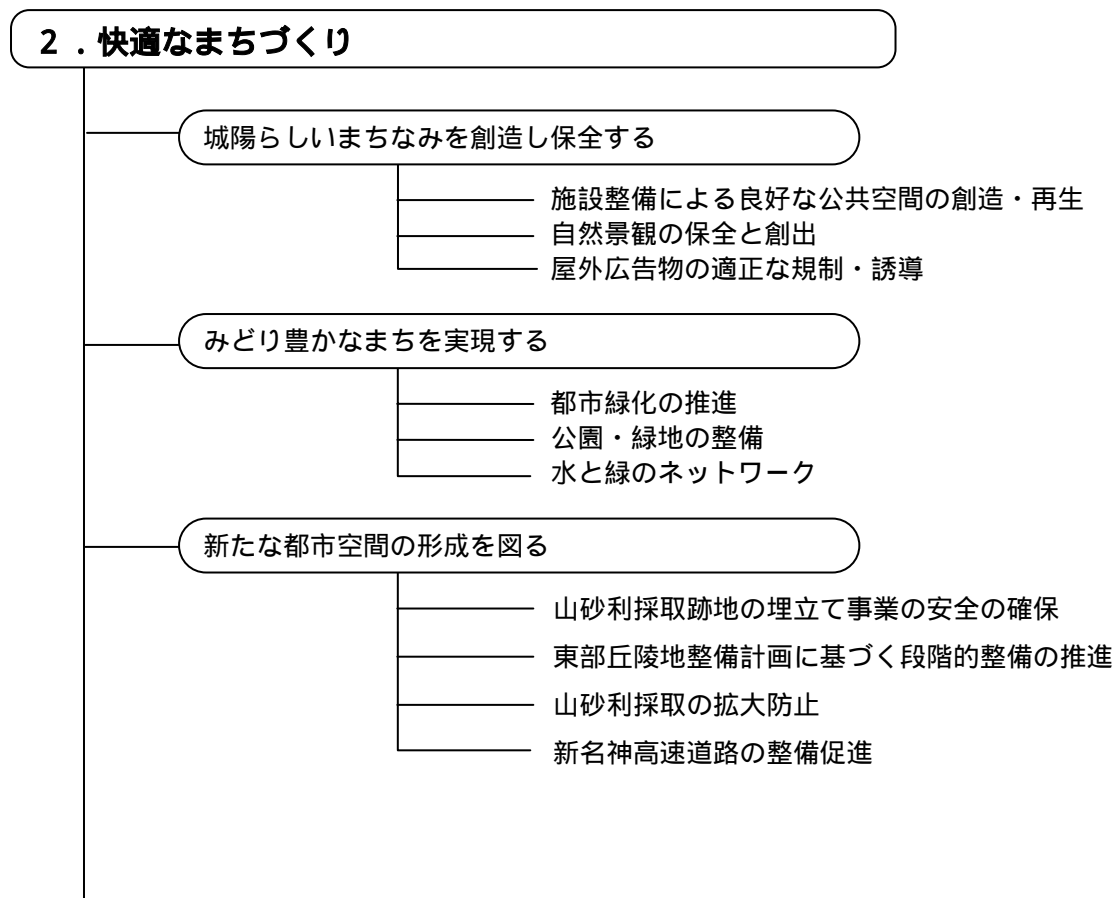 2．快適なまちづくり
城陽らしいまちなみを創造し保全する
施設整備による良好な公共空間の創造・再生
自然景観の保全と創出
屋外広告物の適正な規制・誘導
みどり豊かなまちを実現する
都市緑化の推進
公園・緑地の整備
水と緑のネットワーク
新たな都市空間の形成を図る
山砂利採取跡地の埋立て事業の安全の確保
東部丘陵地整備計画に基づく段階的整備の推進
山砂利採取の拡大防止
新名神高速道路の整備促進